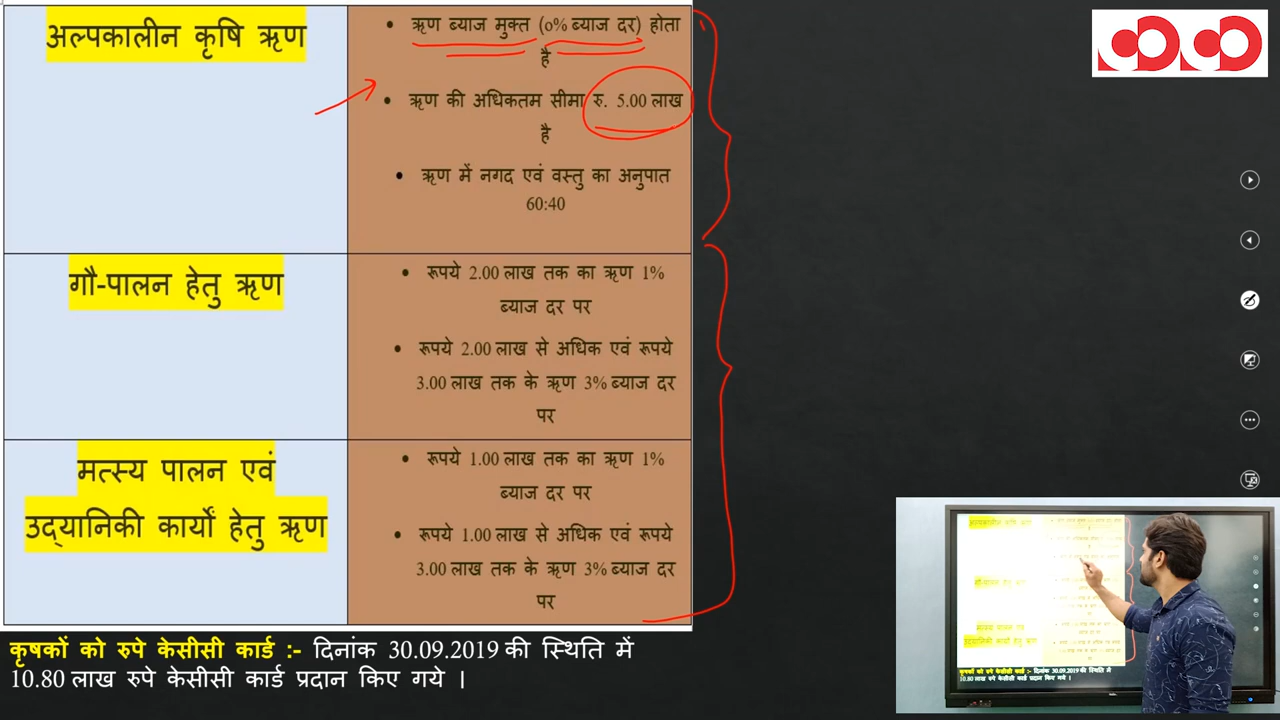 अल्पकालीन कृषि ऋण
• ऋण ब्याज मुक्त (0% ब्याज दर) होता
है
• ऋण की अधिकतम सीमा रु. 5.00 लाख
है
• ऋण में नगद एवं वस्तु का अनुपात
60:40
गौ-पालन हेतु ऋण
• रूपये 2.00 लाख तक का ऋण 1%
ब्याज दर पर
• रूपये 2.00 लाख से अधिक एवं रूपये
3.00 लाख तक के ऋण 3% ब्याज दर
पर
मत्स्य पालन एवं
उद्यानिकी कार्यों हेतु ऋण
• रूपये 1.00 लाख तक का ऋण 1%
ब्याज दर पर
• रूपये 1.00 लाख से अधिक एवं रूपये
3.00 लाख तक के ऋण 3% ब्याज दर
पर
कृषकों को रुपे केसीसी कार्ड :- दिनांक 30.09.2019 की स्थिति में
10.80 लाख रुपे केसीसी कार्ड प्रदान किए गये ।